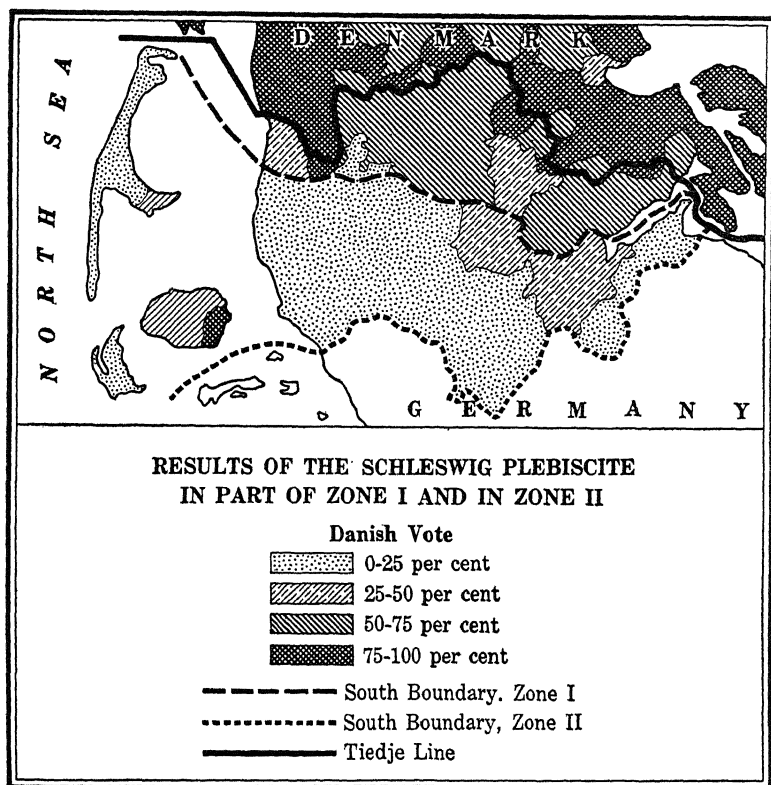 DENMARK
NORTH SEA
GERMANY
RESULTS OF THE SCHLESWIG PLEBISCITE
IN PART OF ZONE I AND IN ZONE II
Danish Vote
0-25 per cent
25-50 per cent
50-75 per cent
75-100 per cent
South Boundary. Zone I
South Boundary, Zone II
Tiedje Line